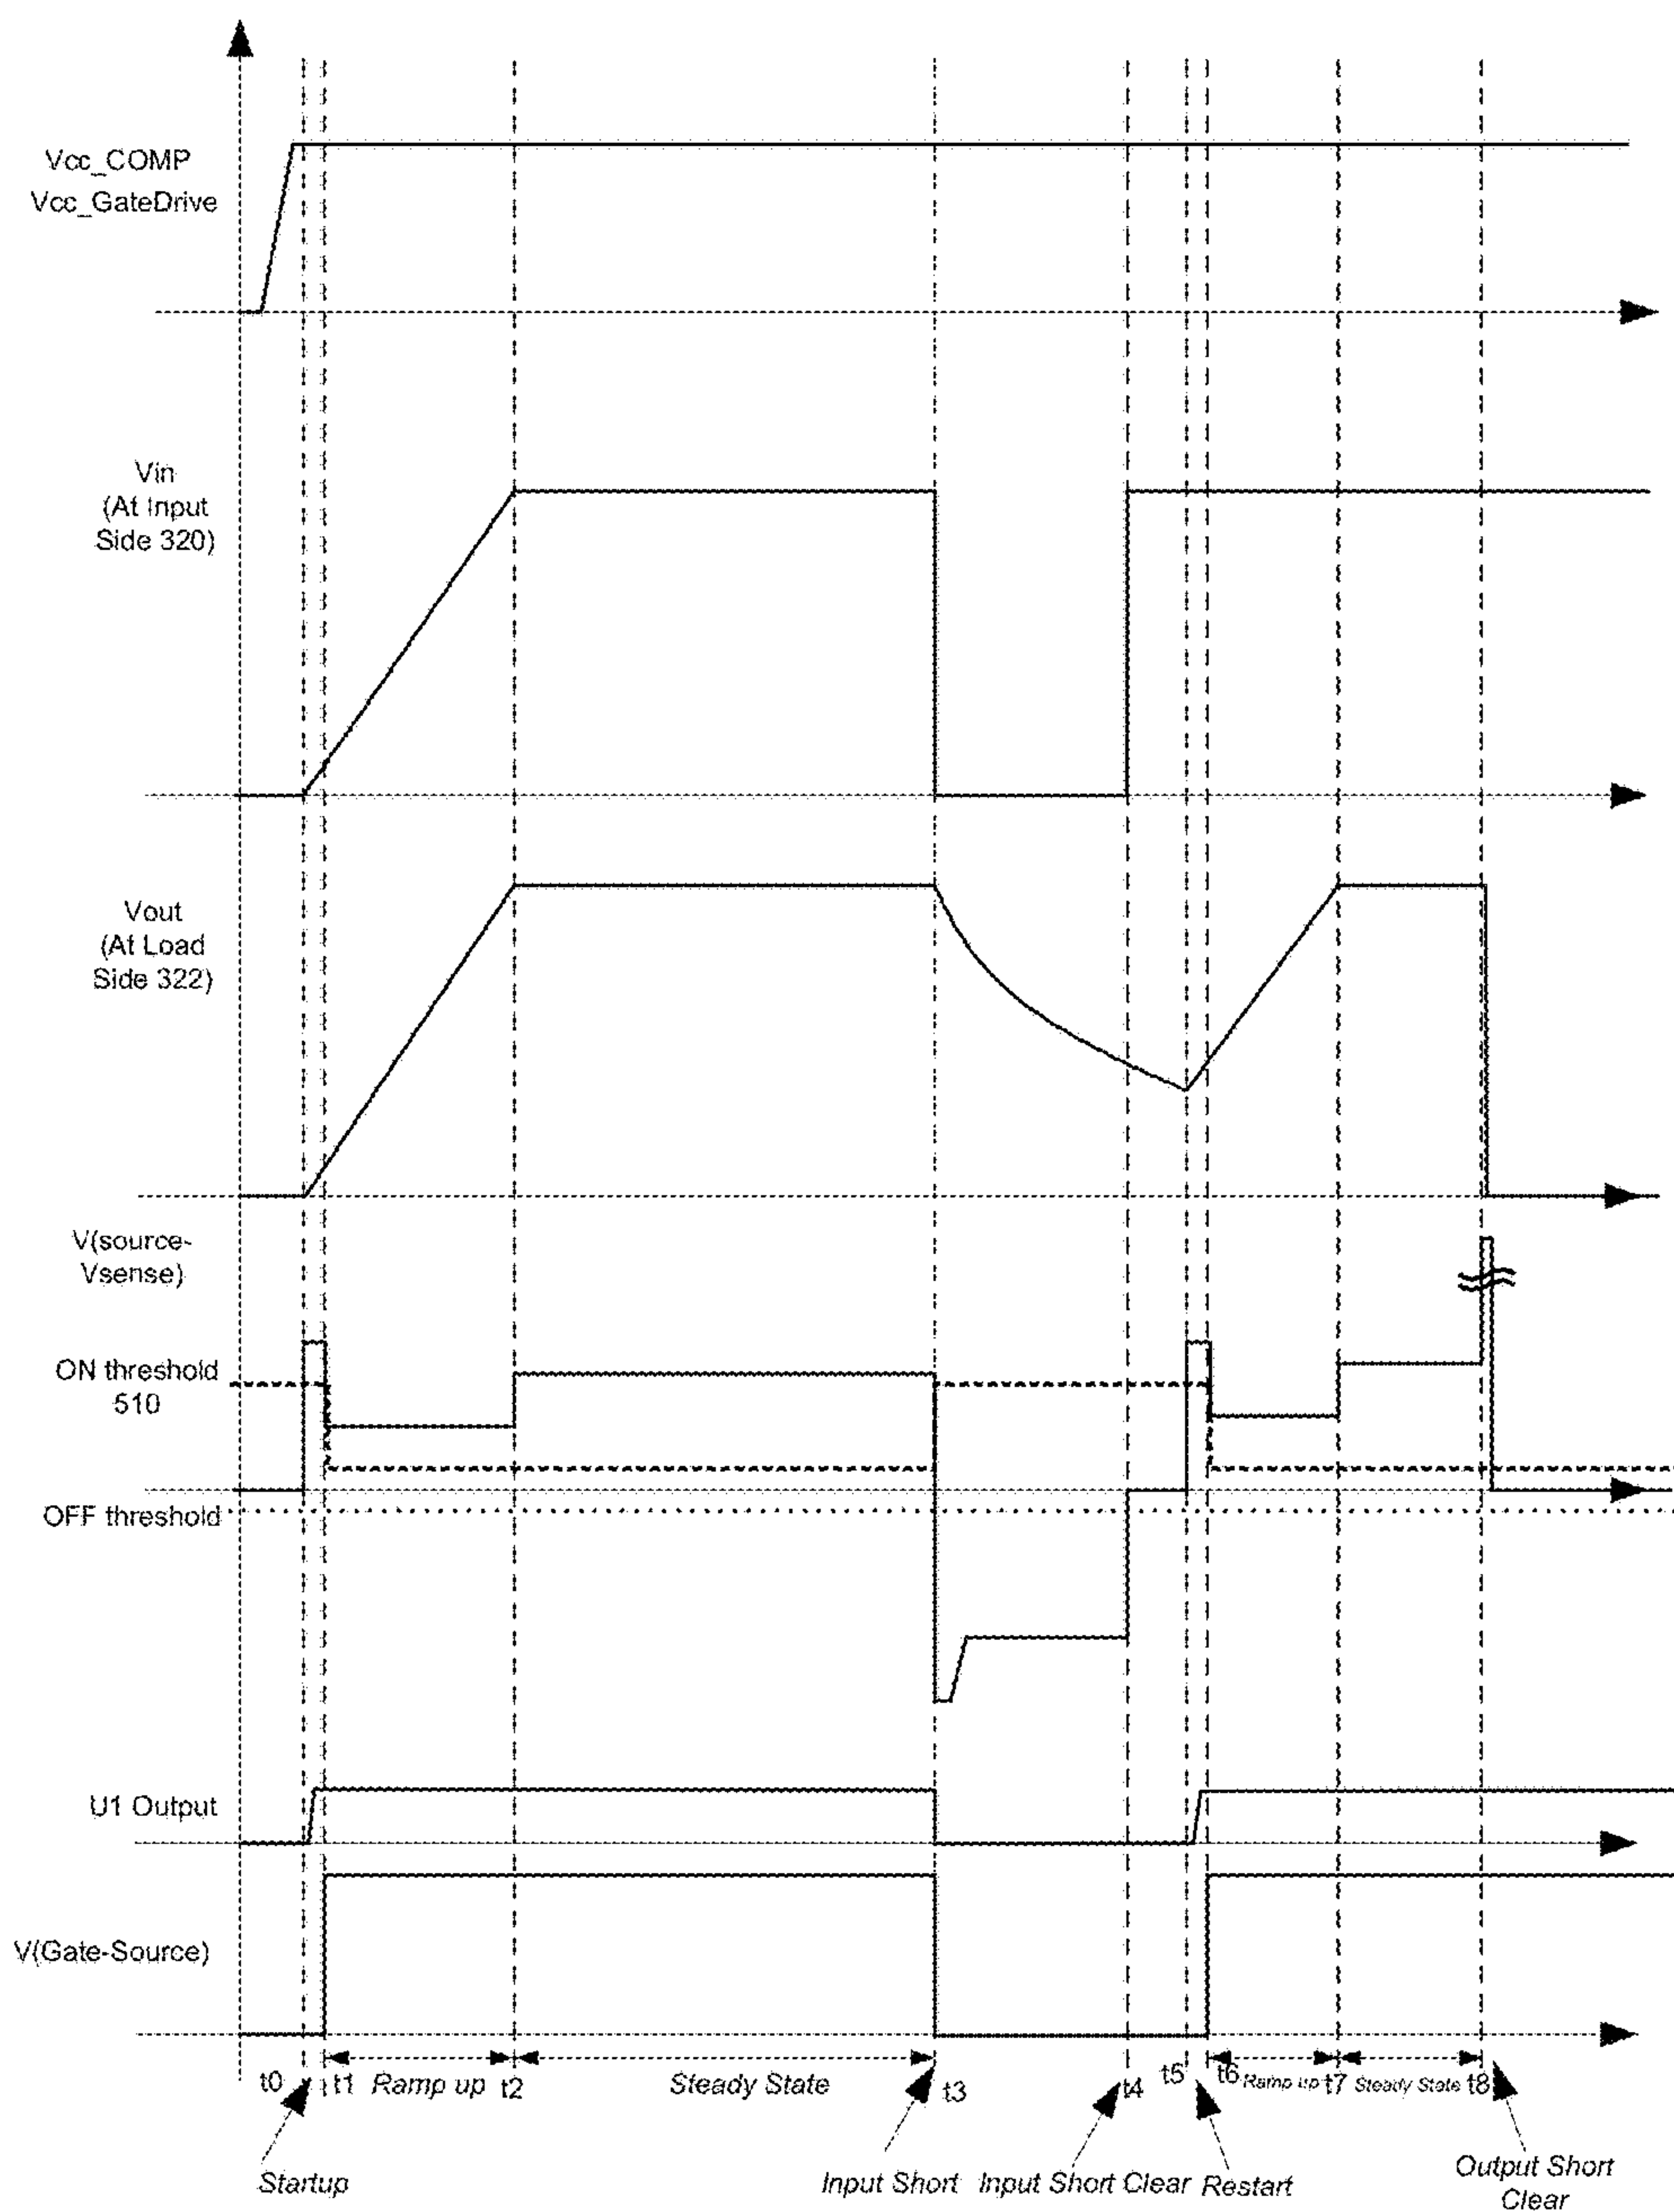 Vcc_COMP
Vcc_GateDrive
Vin
(At Input
Side 320)
Vout
(At Load
Side 322)
V(source-
Vsense)
ON threshold
510
OFF threshold
U1 Output
V(Gate-Source)
t0 t1 Ramp up t2 Steady State t3 t4 t5 t6 Ramp up t7 Steady State t8
Startup
Input Short
Input Short Clear
Restart
Output Short
Clear